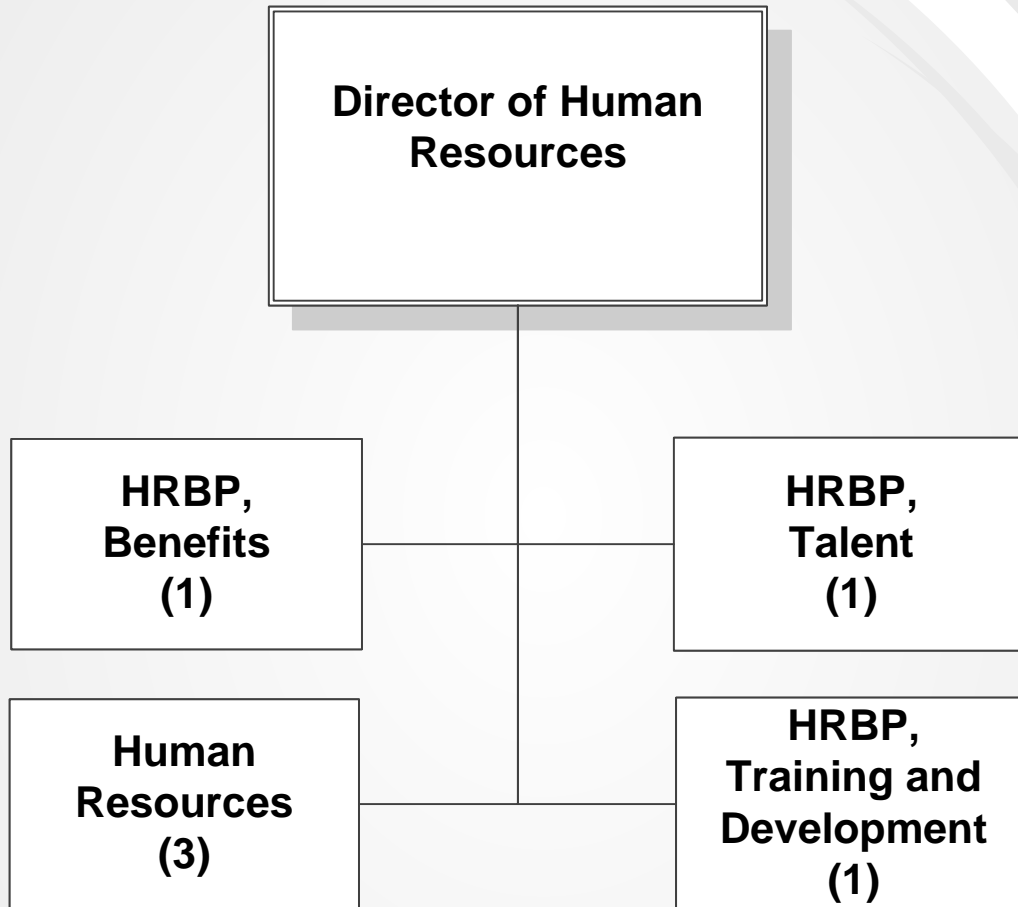 Director of Human
Resources
HRBP,
Benefits
(1)
HRBP,
Talent
(1)
Human
Resources
(3)
HRBP,
Training and
Development
(1)